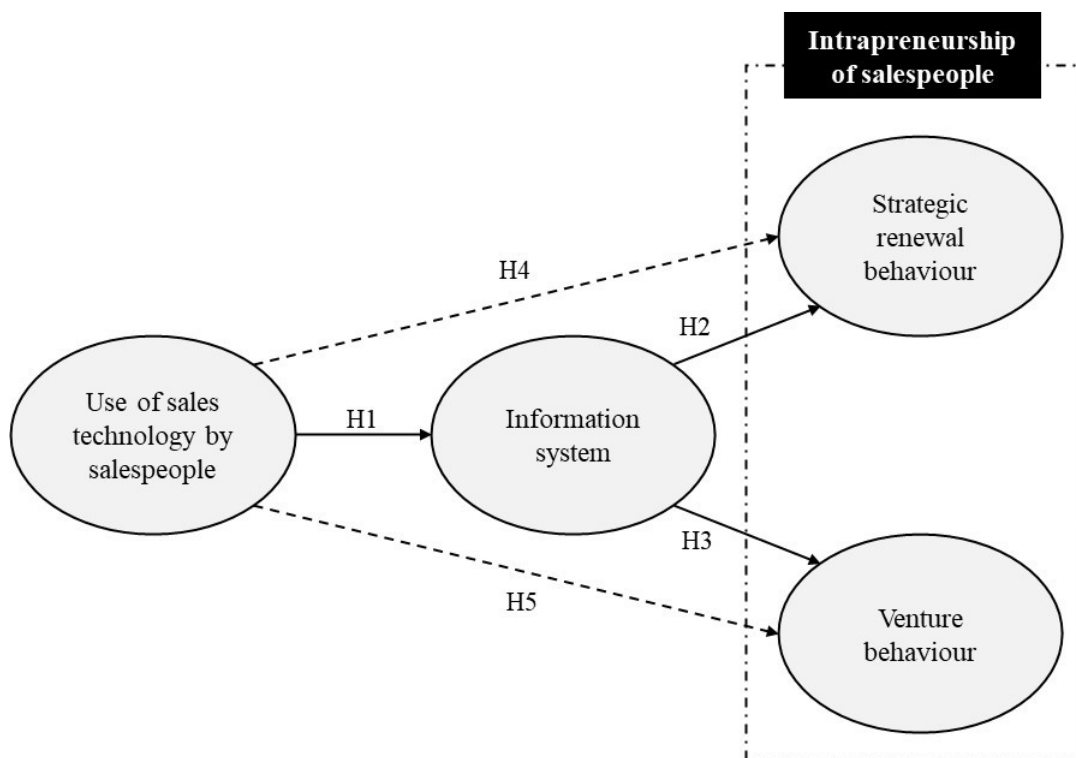 Intrapreneurship
of salespeople
Strategic
renewal
behaviour
H4
H2
Use of sales
technology by
salespeople
H1
Information
system
H3
H5
Venture
behaviour